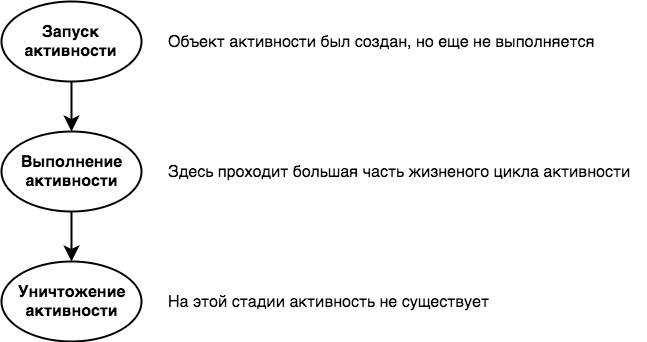 Запуск
активности
Объект активности был создан, но еще не выполняется
Выполнение
активности
Здесь проходит большая часть жизненого цикла активности
Уничтожение
активности
На этой стадии активность не существует